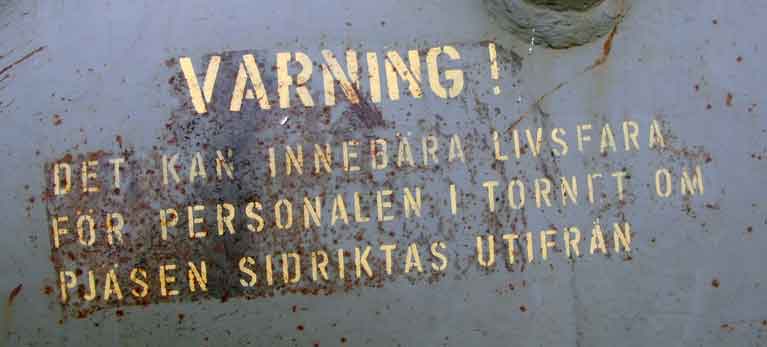 VARNING!
DET KAN INNEBÄRA LIVSFARA
FÖR PERSONALEN I TORNET OM
PJÄSEN SIDRIKTAS UTIFRÅN